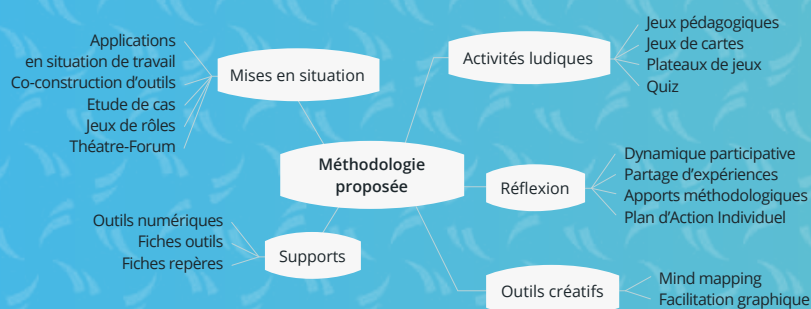 Applications
en situation de travail
Co-construction d'outils
Etude de cas
Jeux de rôles
Théatre-Forum
Mises en situation
Activités ludiques
Jeux pédagogiques
Jeux de cartes
Plateaux de jeux
Quiz
Méthodologie
proposée
Réflexion
Dynamique participative
Partage d'expériences
Apports méthodologiques
Plan d'Action Individuel
Outils numériques
Fiches outils
Fiches repères
Supports
Outils créatifs
Mind mapping
Facilitation graphique